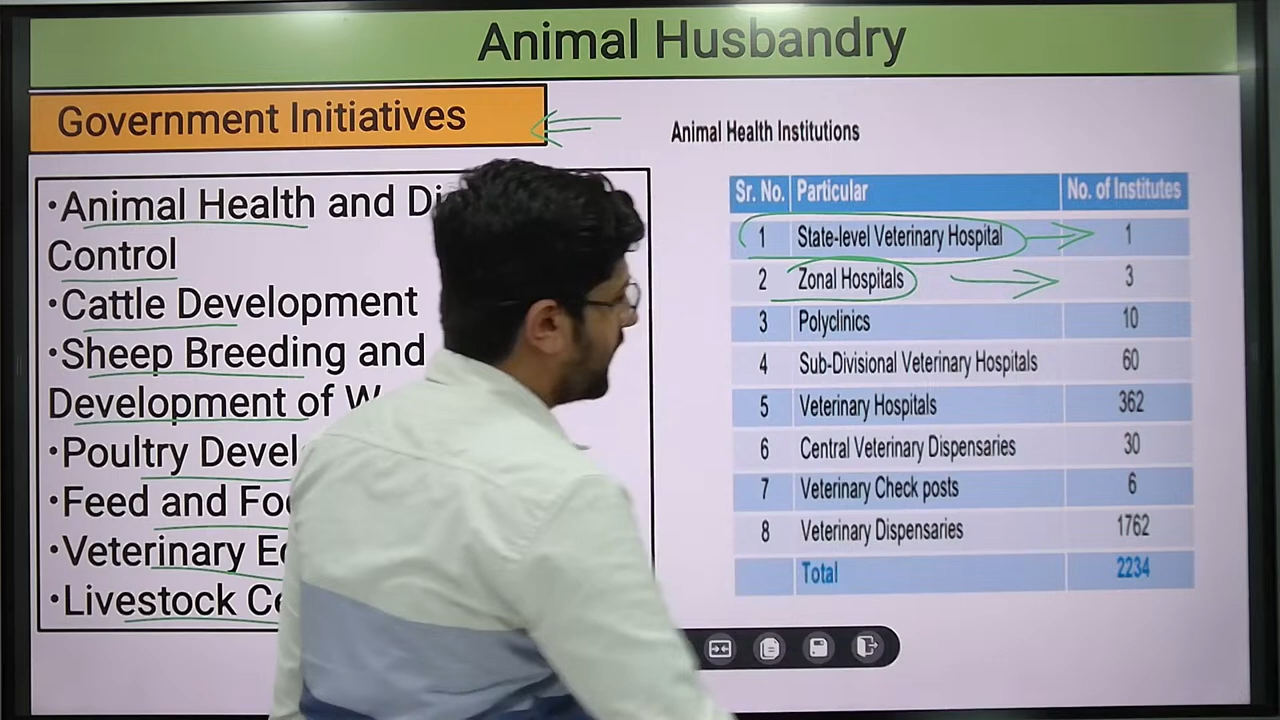 Animal Husbandry
Government Initiatives
•Animal Health and
Control
•Cattle Development
•Sheep Breeding and
Development of
•Poultry
•Feed and
•Veterinary
•Livestock
Animal Health Institutions
Sr. No. Particular No. of Institutes
1 State-level Veterinary Hospital 1
2 Zonal Hospitals 3
3 Polyclinics 10
4 Sub-Divisional Veterinary Hospitals 60
5 Veterinary Hospitals 362
6 Central Veterinary Dispensaries 30
7 Veterinary Check posts 6
8 Veterinary Dispensaries 1762
Total 2234